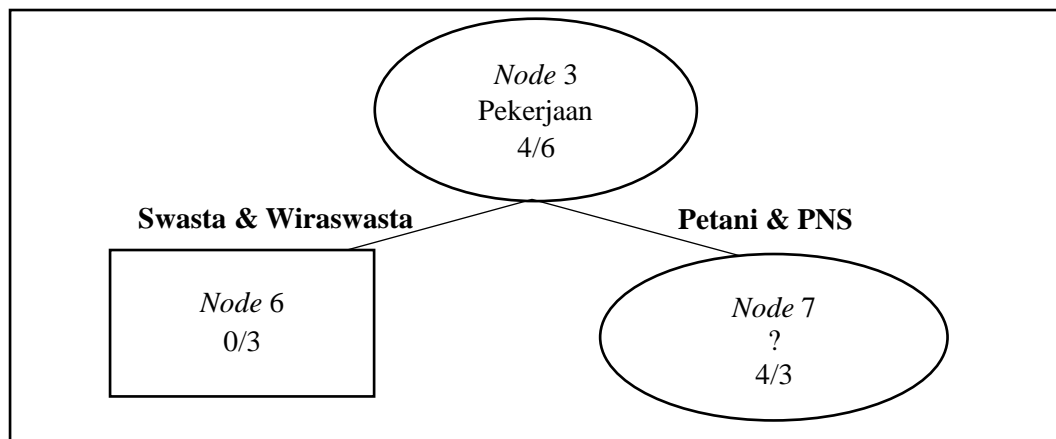 Node 3
Pekerjaan
4/6
Swasta & Wiraswasta
Petani & PNS
Node 6
0/3
Node 7
?
4/3